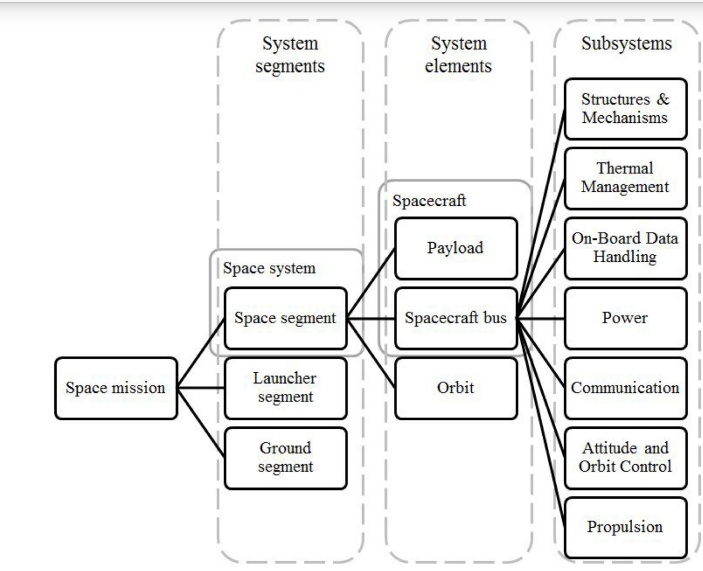 System
segments
System
elements
Subsystems
Structures &
Mechanisms
Thermal
Management
Spacecraft
Payload
On-Board Data
Handling
Space system
Space segment
Spacecraft bus
Power
Space mission
Launcher
segment
Orbit
Communication
Ground
segment
Attitude and
Orbit Control
Propulsion